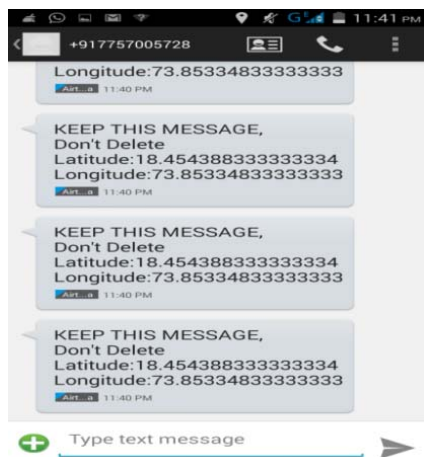 11:41 PM
+917757005728
Longitude:73.85334833333333
Airt...a 11:40 PM
KEEP THIS MESSAGE,
Don't Delete
Latitude:18.454388333333334
Longitude:73.85334833333333
Airt...a 11:40 PM
KEEP THIS MESSAGE,
Don't Delete
Latitude:18.454388333333334
Longitude:73.85334833333333
Airt...a 11:40 PM
KEEP THIS MESSAGE,
Don't Delete
Latitude:18.454388333333334
Longitude:73.85334833333333
Airt...a 11:40 PM
Type text message